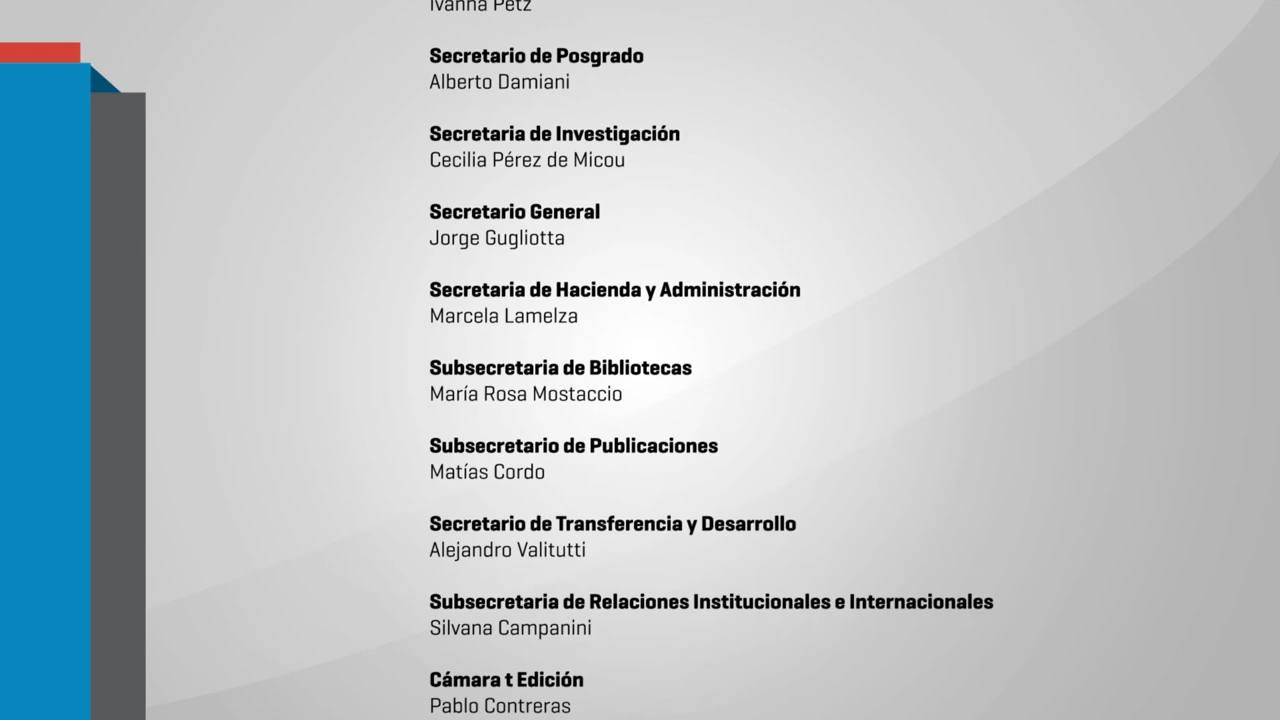 Ivanna Petz
Secretario de Posgrado
Alberto Damiani
Secretaria de Investigación
Cecilia Pérez de Micou
Secretario General
Jorge Gugliotta
Secretaria de Hacienda y Administración
Marcela Lamelza
Subsecretaria de Bibliotecas
María Rosa Mostaccio
Subsecretario de Publicaciones
Matías Cordo
Secretario de Transferencia y Desarrollo
Alejandro Valitutti
Subsecretaria de Relaciones Institucionales e Internacionales
Silvana Campanini
Cámara t Edición
Pablo Contreras